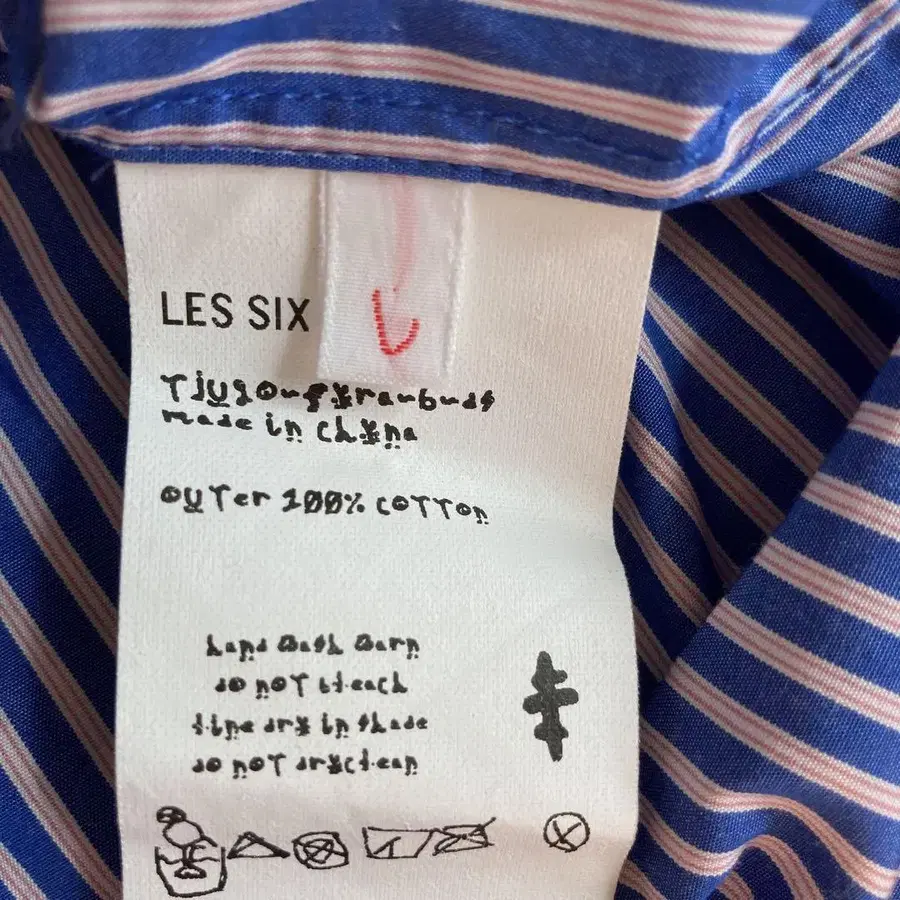 LES SIX
L
made in china
outer 100% cotton
hand wash warm
do not bleach
line dry in shade
do not dryclean